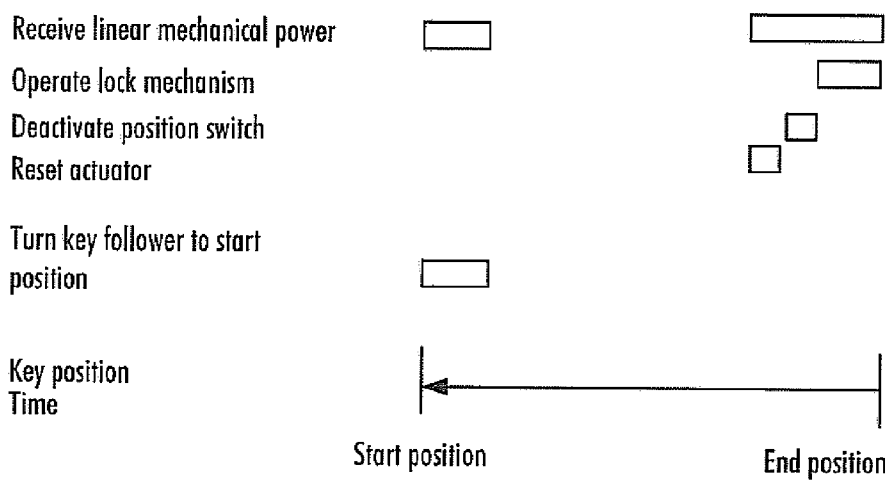 Receive linear mechanical power
Operate lock mechanism
Deactivate position switch
Reset actuator
Turn key follower to start
position
Key position
Time
Start position
End position